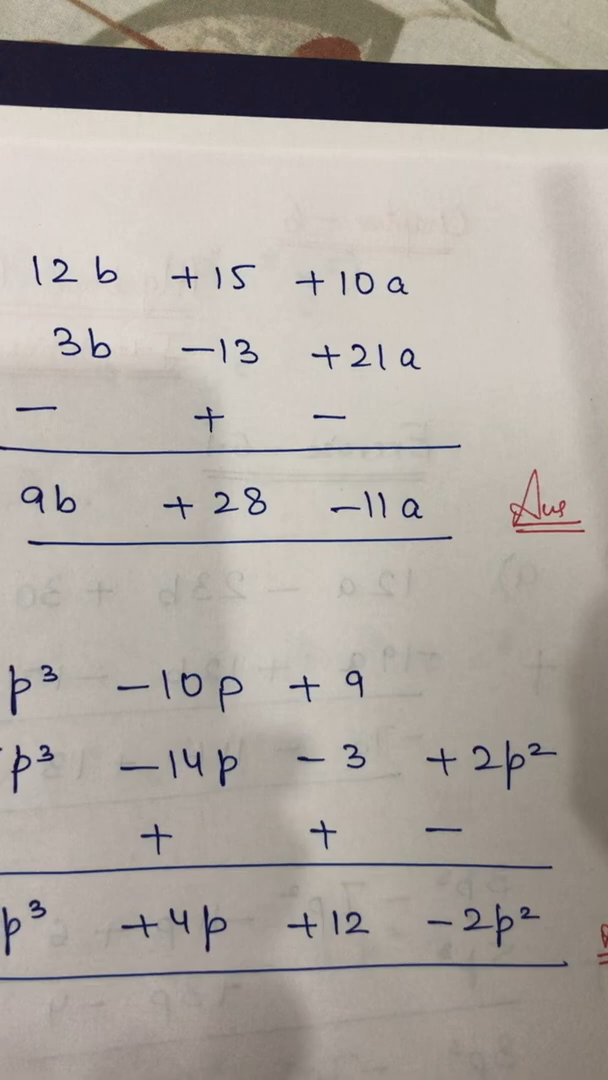 12b +15 +10a
3b -13 +21a
- + -
9b +28 -11a Ans
p³ -10p + 9
p³ -14p - 3 +2p²
+ + -
p³ +4p +12 -2p²